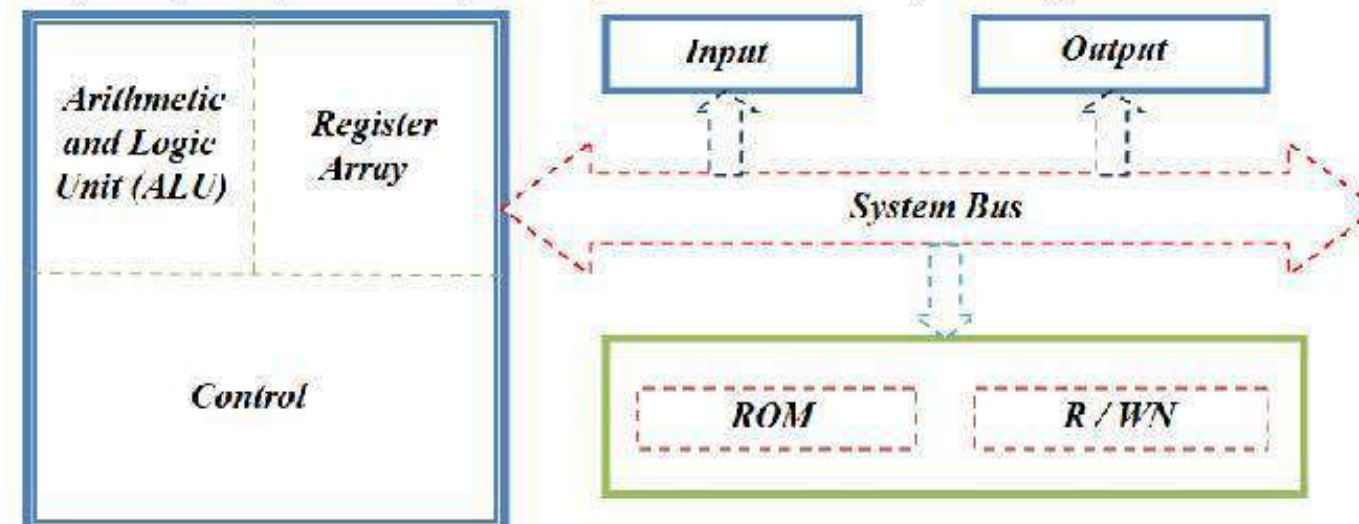 Arithmetic
and Logic
Unit (ALU)
Register
Array
Control
Input
Output
System Bus
ROM
R / WN